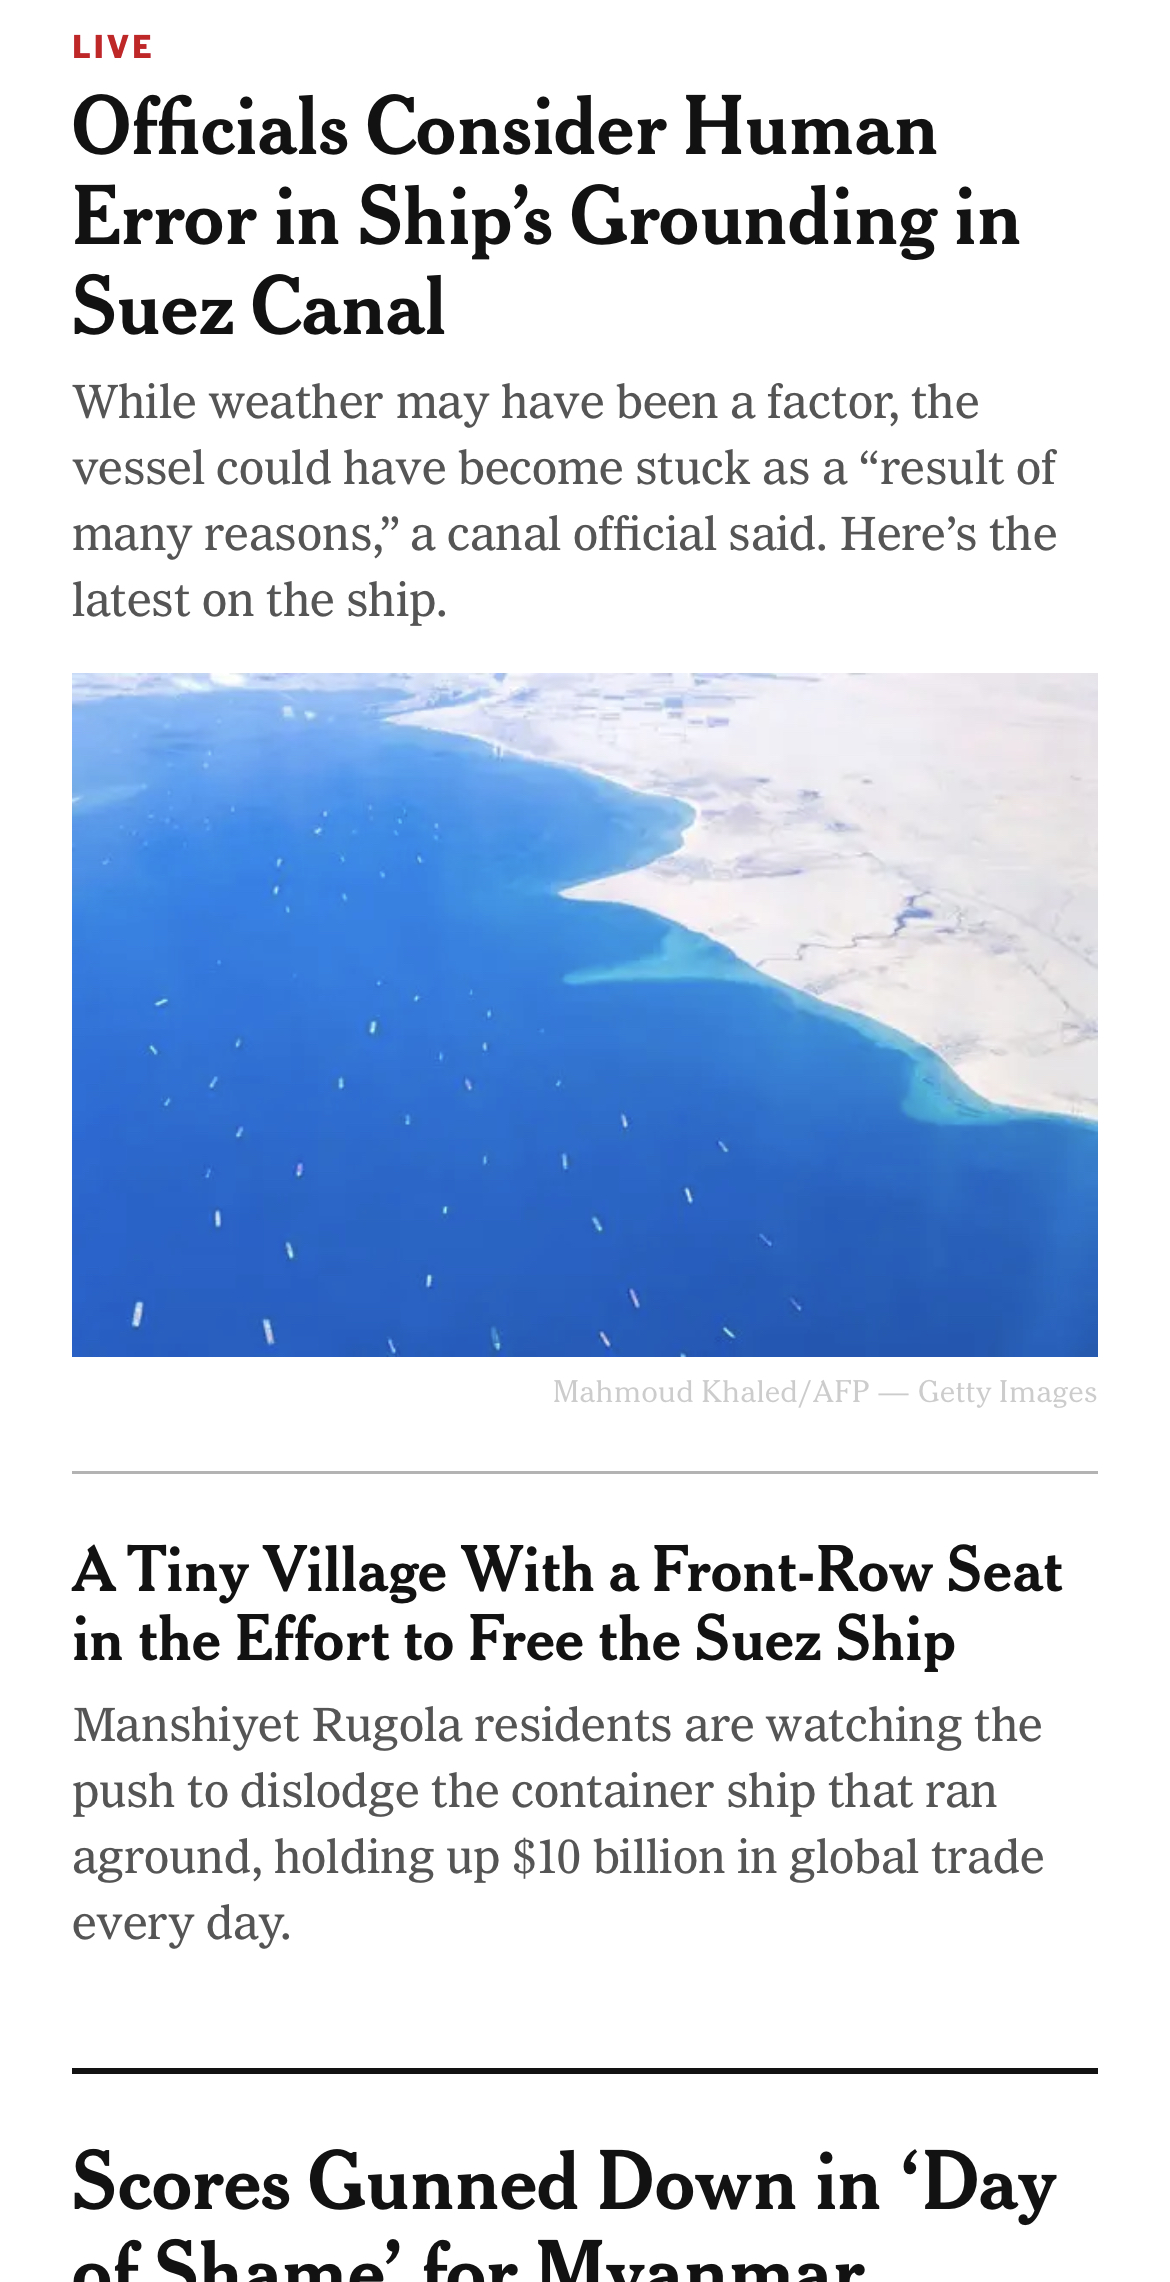 LIVE
Officials Consider Human
Error in Ship’s Grounding in
Suez Canal
While weather may have been a factor, the
vessel could have become stuck as a “result of
many reasons,” a canal official said. Here’s the
latest on the ship.
Mahmoud Khaled/AFP — Getty Images
A Tiny Village With a Front-Row Seat
in the Effort to Free the Suez Ship
Manshiyet Rugola residents are watching the
push to dislodge the container ship that ran
aground, holding up $10 billion in global trade
every day.
Scores Gunned Down in ‘Day
of Shame’ for Myanmar